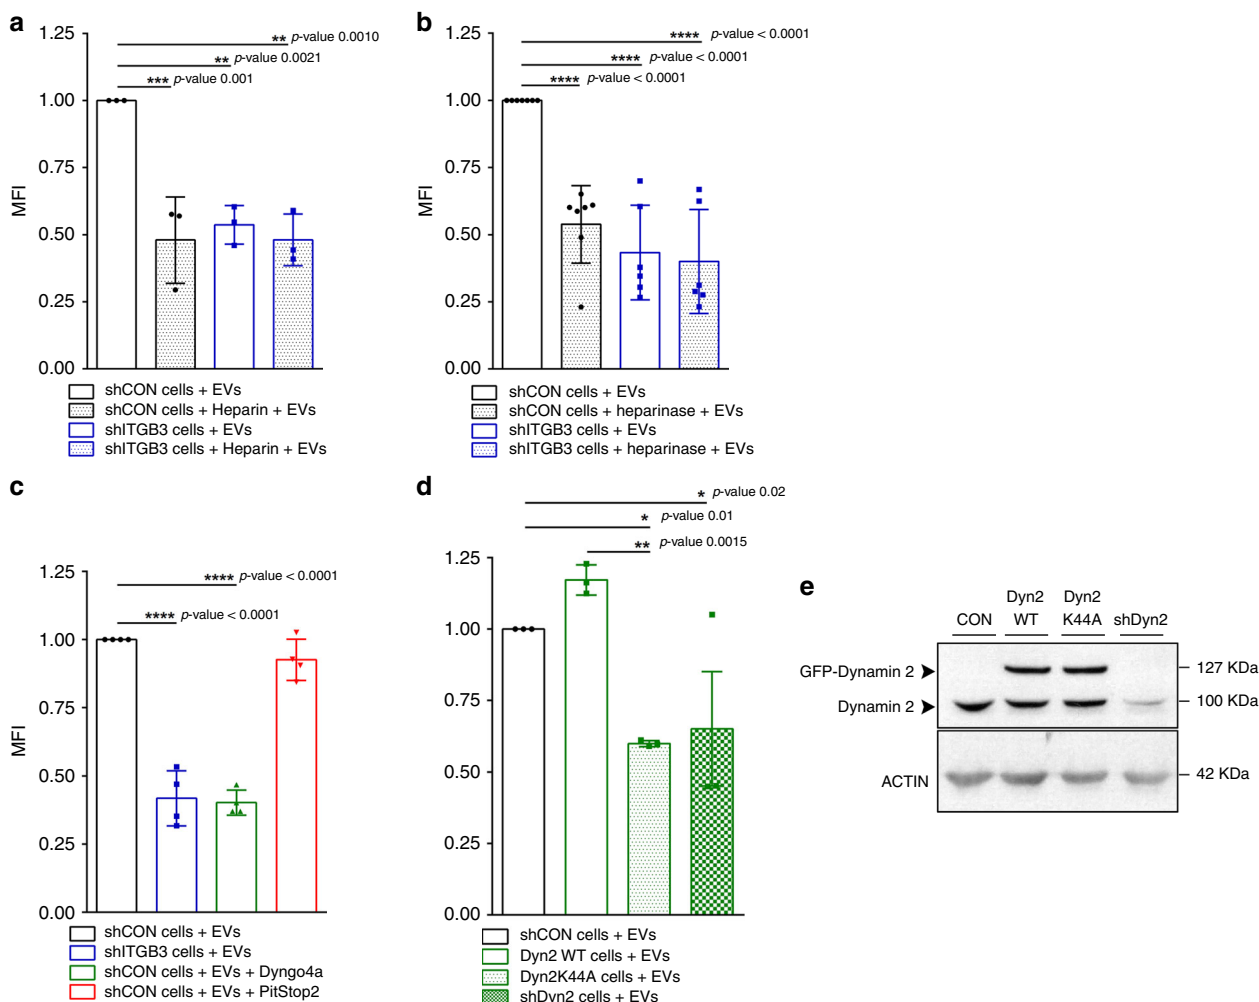 a
** p-value 0.0010
** p-value 0.0021
*** p-value 0.001
1.25
1.00
0.75
0.50
0.25
0.00
MFI
shCON cells + EVs
shCON cells + Heparin + EVs
shITGB3 cells + EVs
shITGB3 cells + Heparin + EVs
b
**** p-value < 0.0001
**** p-value < 0.0001
**** p-value < 0.0001
1.25
1.00
0.75
0.50
0.25
0.00
MFI
shCON cells + EVs
shCON cells + heparinase + EVs
shITGB3 cells + EVs
shITGB3 cells + heparinase + EVs
c
**** p-value < 0.0001
**** p-value < 0.0001
1.25
1.00
0.75
0.50
0.25
0.00
MFI
shCON cells + EVs
shITGB3 cells + EVs
shCON cells + EVs + Dyngo4a
shCON cells + EVs + PitStop2
d
* p-value 0.02
* p-value 0.01
** p-value 0.0015
1.25
1.00
0.75
0.50
0.25
0.00
shCON cells + EVs
Dyn2 WT cells + EVs
Dyn2K44A cells + EVs
shDyn2 cells + EVs
e
CON
Dyn2 WT
Dyn2 K44A
shDyn2
GFP-Dynamin 2
127 KDa
Dynamin 2
100 KDa
ACTIN
42 KDa